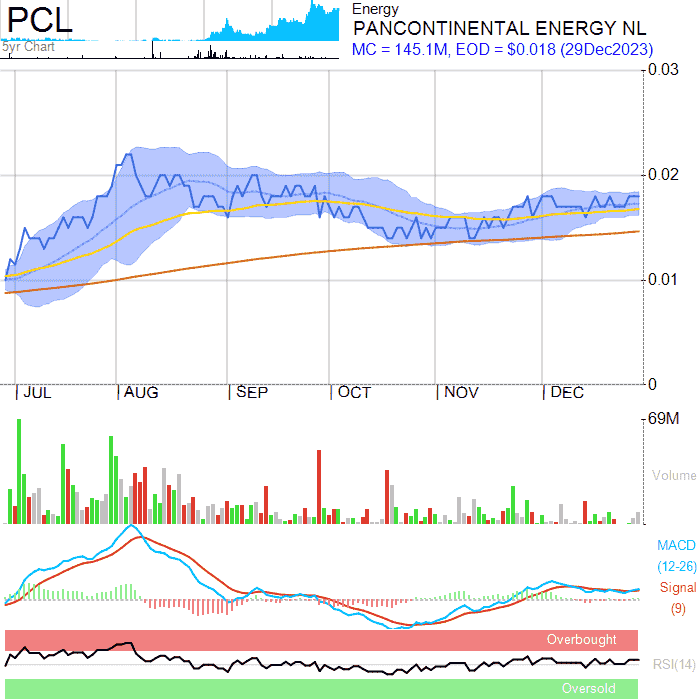 PCL
5yr Chart
Energy
PANCONTINENTAL ENERGY NL
MC = 145.1M, EOD = $0.018 (29Dec2023)
0.03
0.02
0.01
0
JUL AUG SEP OCT NOV DEC
69M
Volume
MACD
(12-26)
Signal
(9)
Overbought
RSI(14)
Oversold